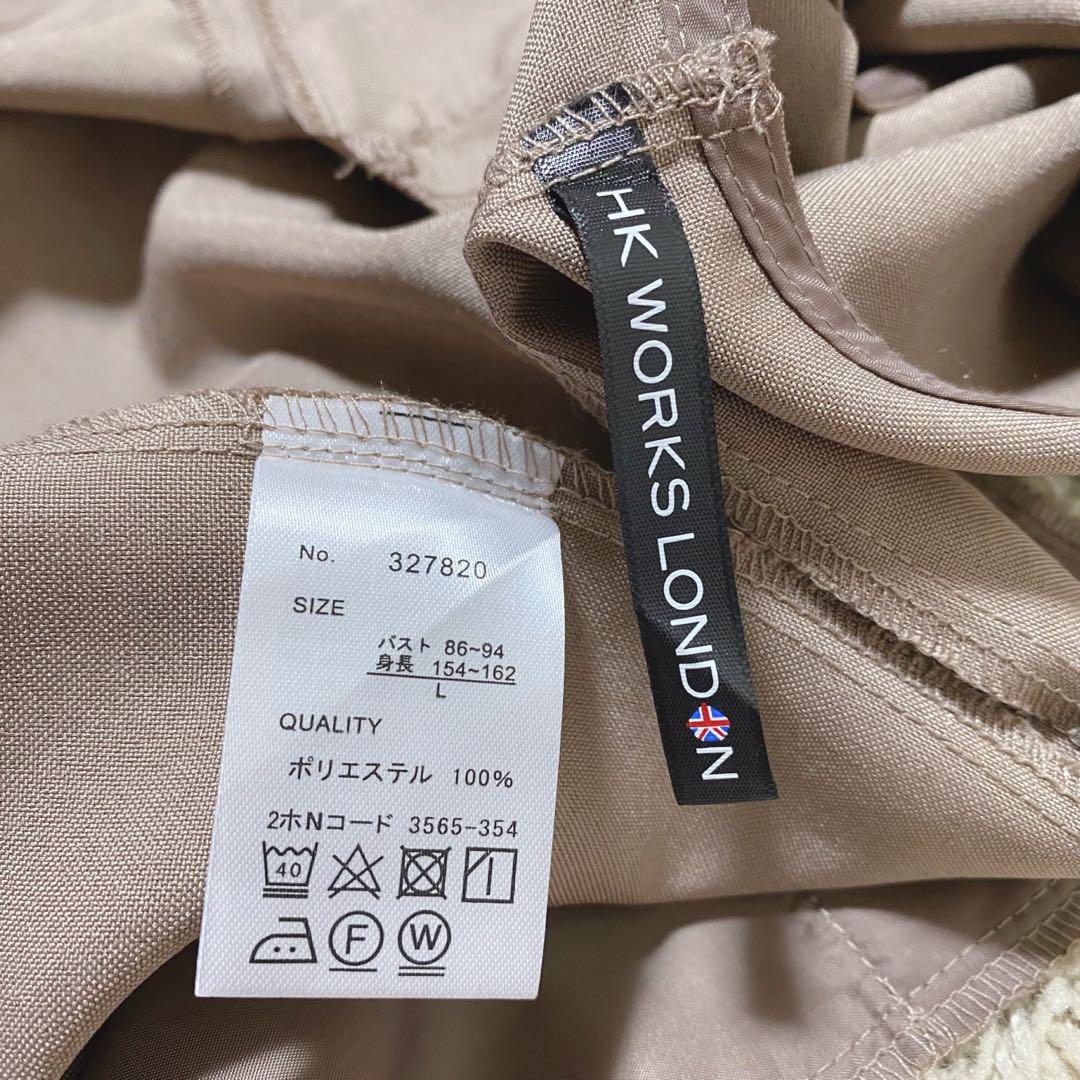 HK WORKS LONDON
No. 327820
SIZE
バスト 86~94
身長 154~162
L
QUALITY
ポリエステル 100%
2ホNコード 3565-354
40
F W